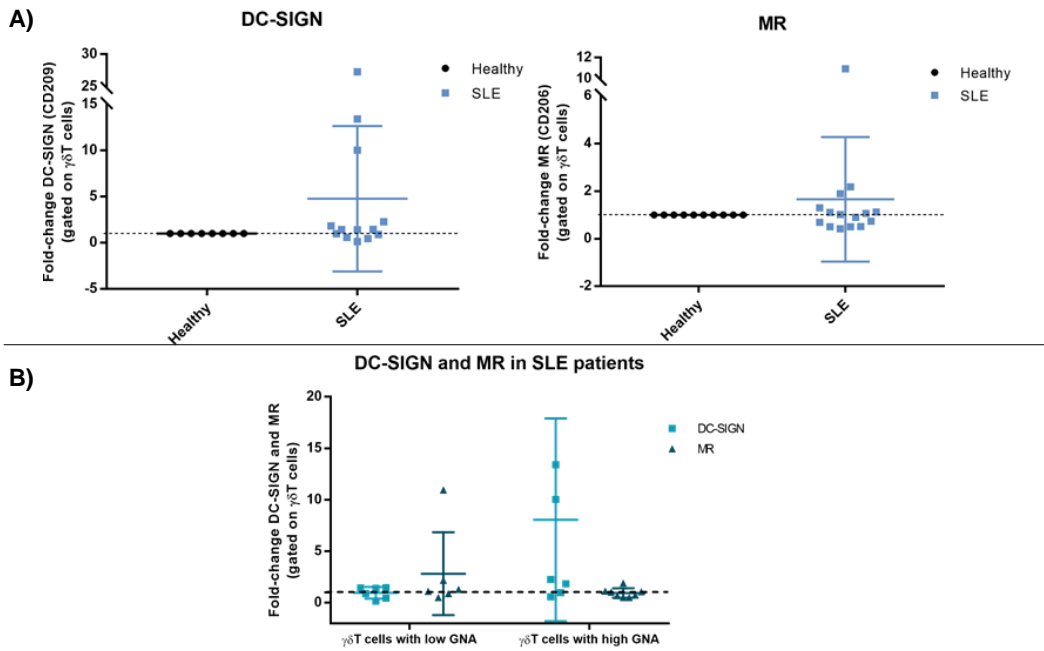 A)
DC-SIGN
Fold-change DC-SIGN (CD209)
(gated on γδT cells)
30
25
15
10
5
0
-5
Healthy
SLE
Healthy
SLE
MR
Fold-change MR (CD206)
(gated on γδT cells)
12
10
6
4
2
0
-2
Healthy
SLE
Healthy
SLE
B)
DC-SIGN and MR in SLE patients
Fold-change DC-SIGN and MR
(gated on γδT cells)
20
15
10
5
0
DC-SIGN
MR
γδT cells with low GNA
γδT cells with high GNA